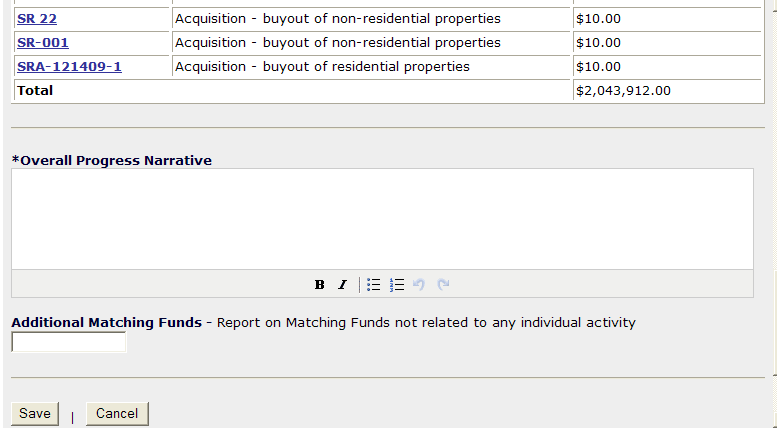 SR 22 Acquisition - buyout of non-residential properties $10.00
SR-001 Acquisition - buyout of non-residential properties $10.00
SRA-121409-1 Acquisition - buyout of residential properties $10.00
Total $2,043,912.00
*Overall Progress Narrative
B I
Additional Matching Funds - Report on Matching Funds not related to any individual activity
Save | Cancel